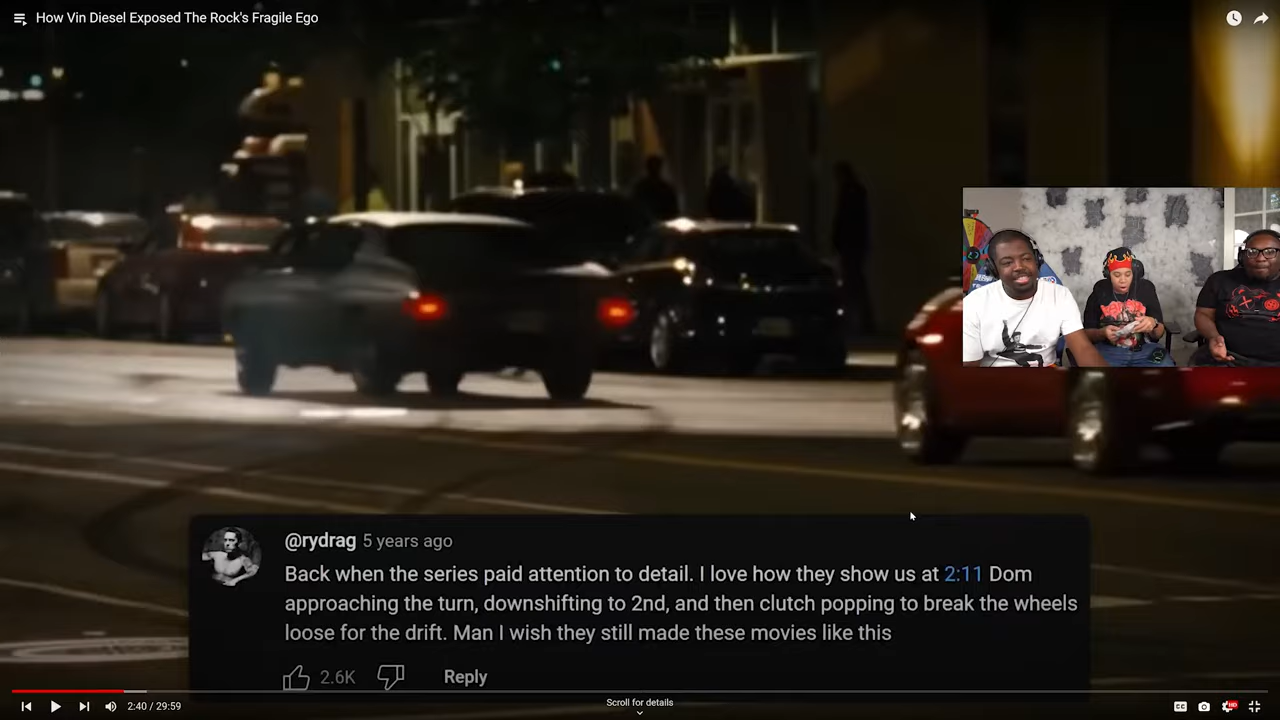 How Vin Diesel Exposed The Rock's Fragile Ego
@rydrag 5 years ago
Back when the series paid attention to detail. I love how they show us at 2:11 Dom
approaching the turn, downshifting to 2nd, and then clutch popping to break the wheels
loose for the drift. Man I wish they still made these movies like this
2.6K Reply
2:40 / 29:59
Scroll for details
CC
HD